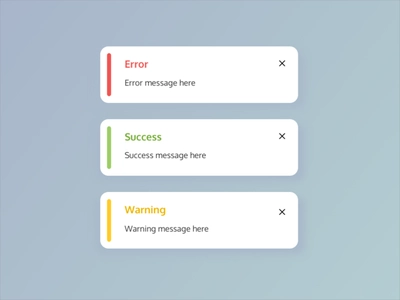 Error
Error message here
Success
Success message here
Warning
Warning message here